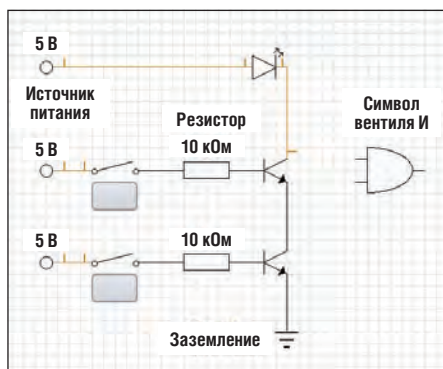 5 В
Источник
питания
Резистор
Символ
вентиля И
5 В
10 кОм
5 В
10 кОм
Заземление